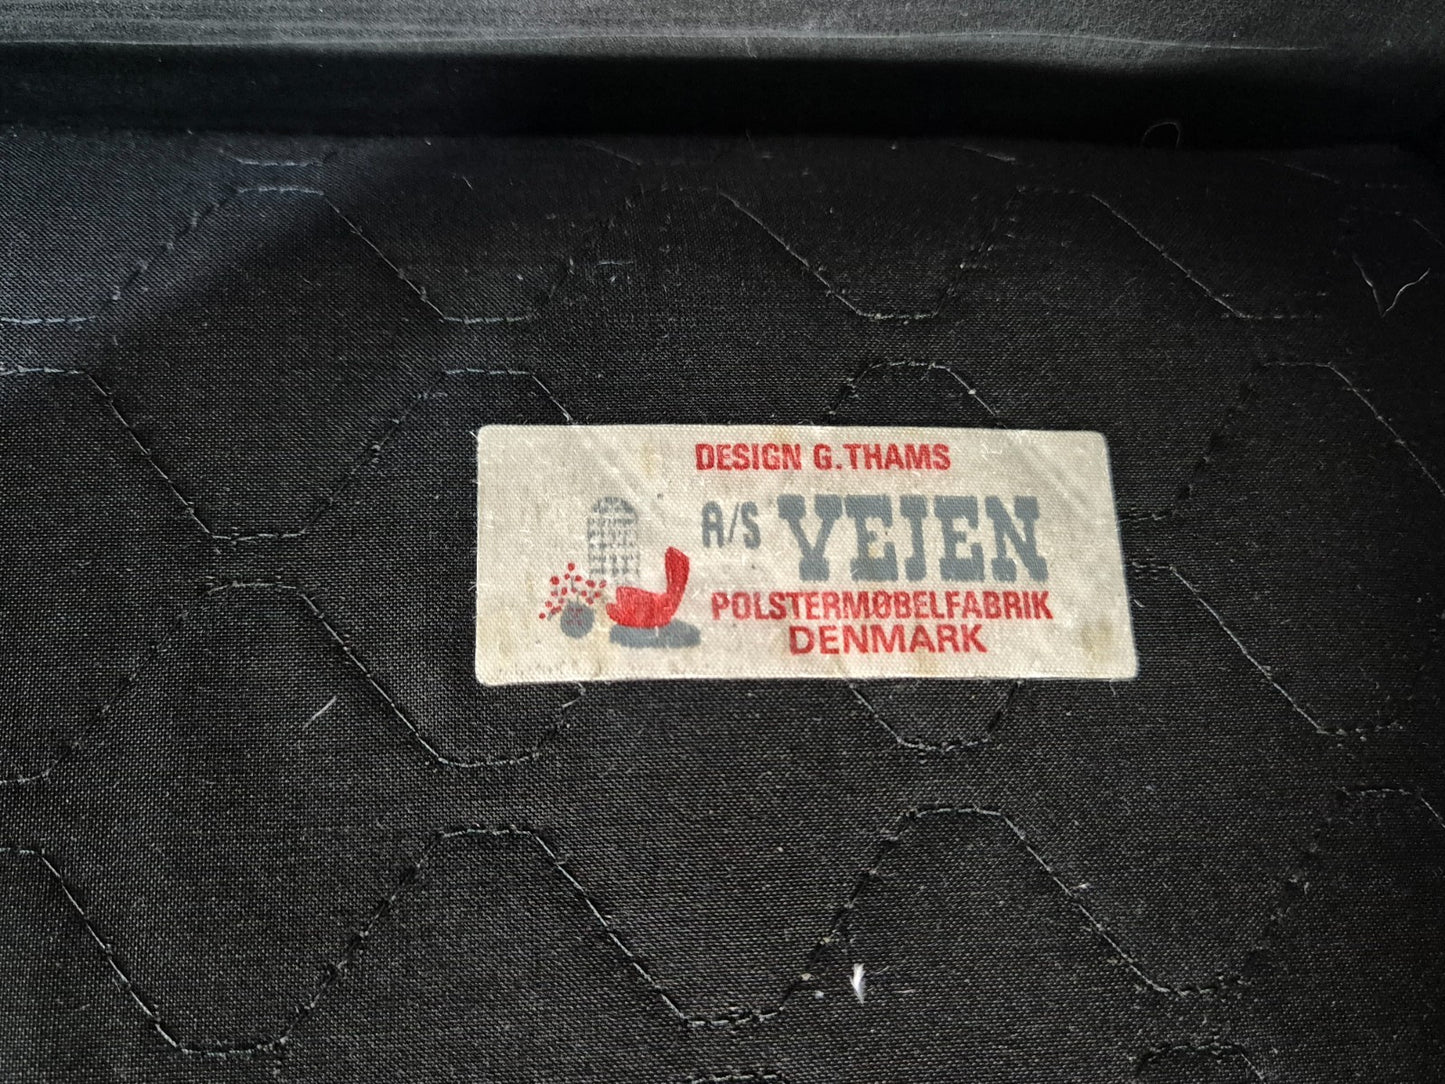 DESIGN G.THAMS
A/S VEJEN
POLSTERMØBELFABRIK
DENMARK